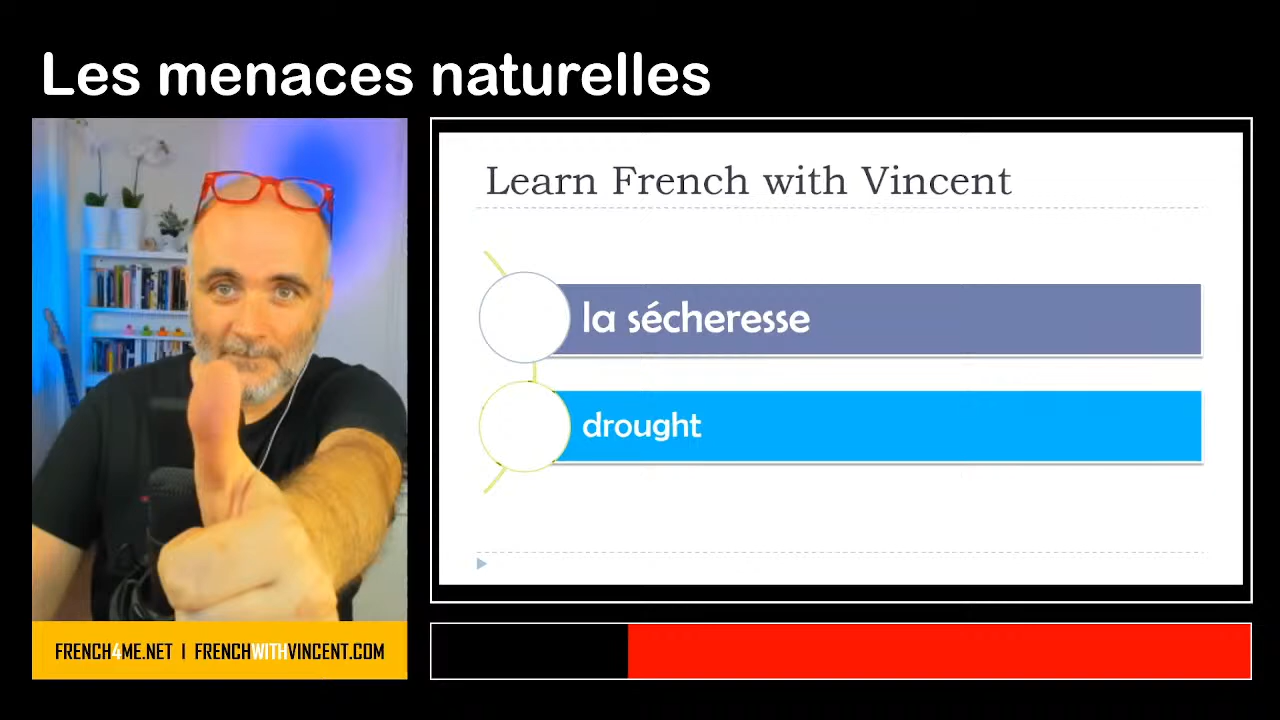 Les menaces naturelles
Learn French with Vincent
la sécheresse
drought
FRENCH4ME.NET I FRENCHWITHVINCENT.COM